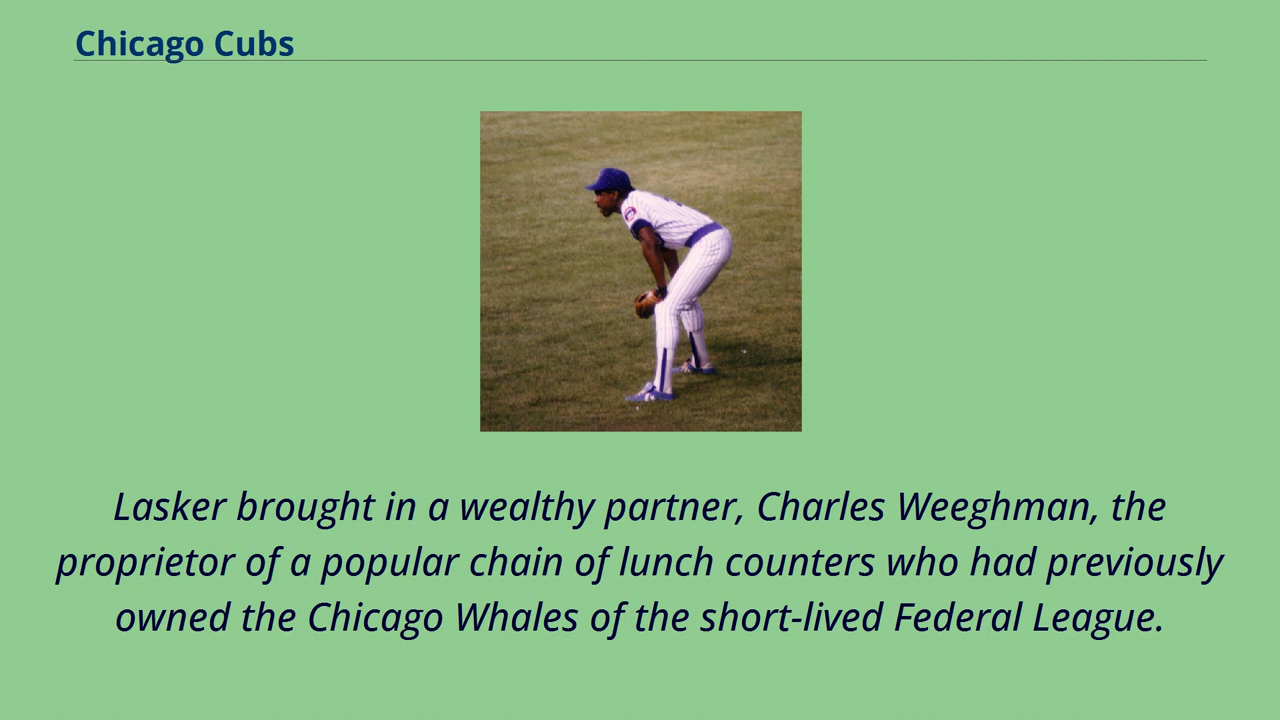 Chicago Cubs
Lasker brought in a wealthy partner, Charles Weeghman, the
proprietor of a popular chain of lunch counters who had previously
owned the Chicago Whales of the short-lived Federal League.